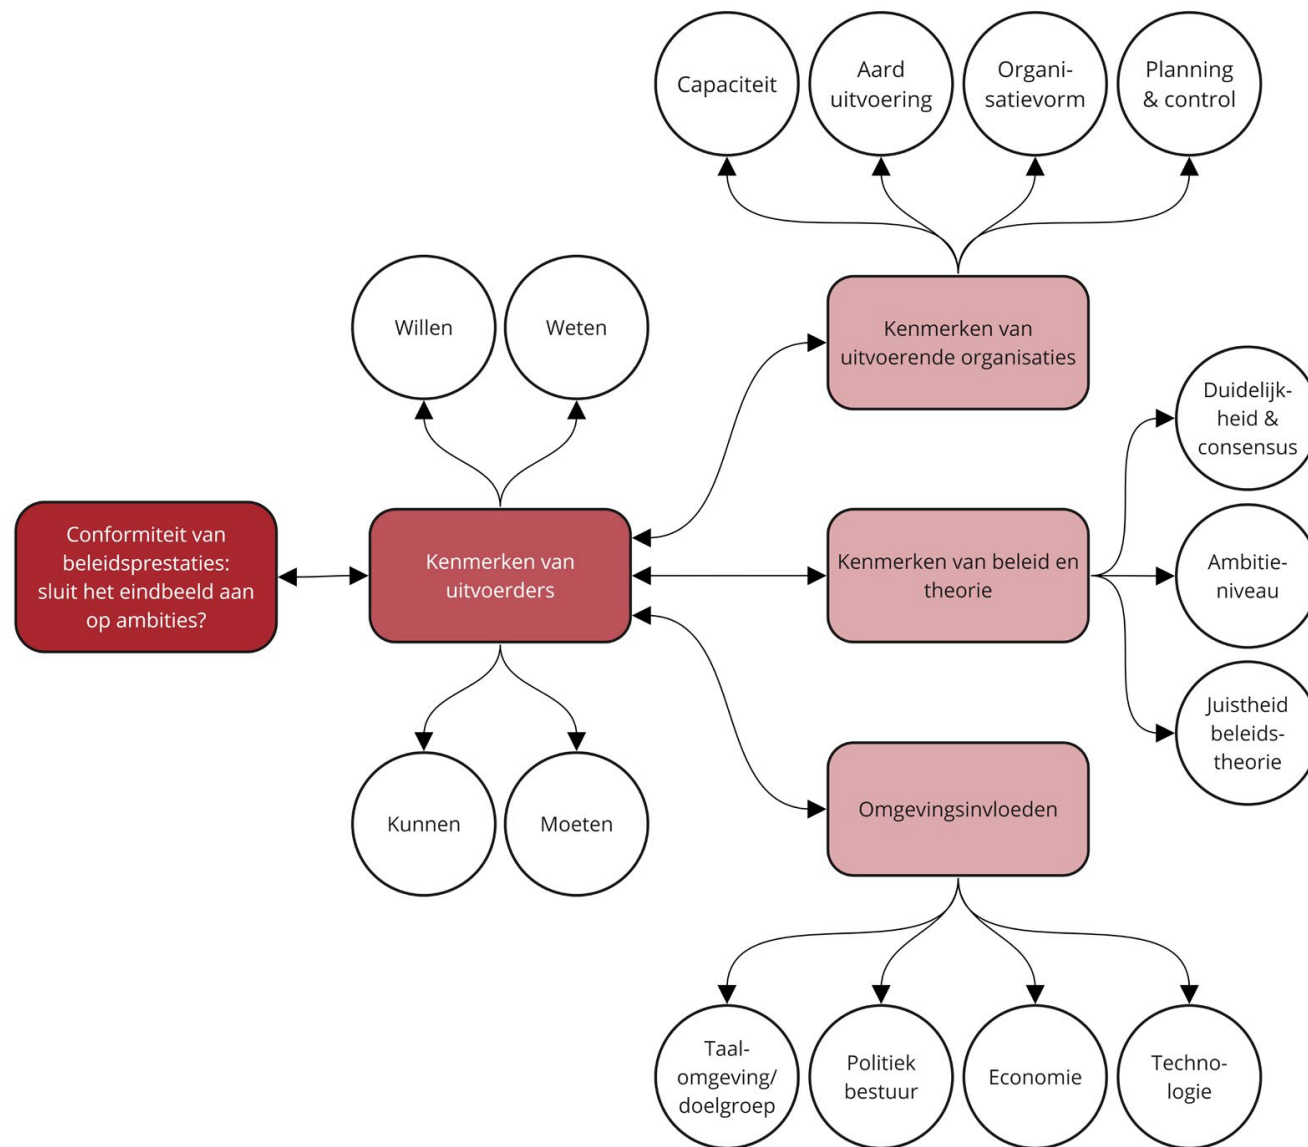 Capaciteit
Aard
uitvoering
Organi-
satievorm
Planning
& control
Willen
Weten
Kenmerken van
uitvoerende organisaties
Duidelijk-
heid &
consensus
Conformiteit van
beleidsprestaties:
sluit het eindbeeld aan
op ambities?
Kenmerken van
uitvoerders
Kenmerken van beleid en
theorie
Ambitie-
niveau
Juistheid
beleids-
theorie
Kunnen
Moeten
Omgevingsinvloeden
Taal-
omgeving/
doelgroep
Politiek
bestuur
Economie
Techno-
logie